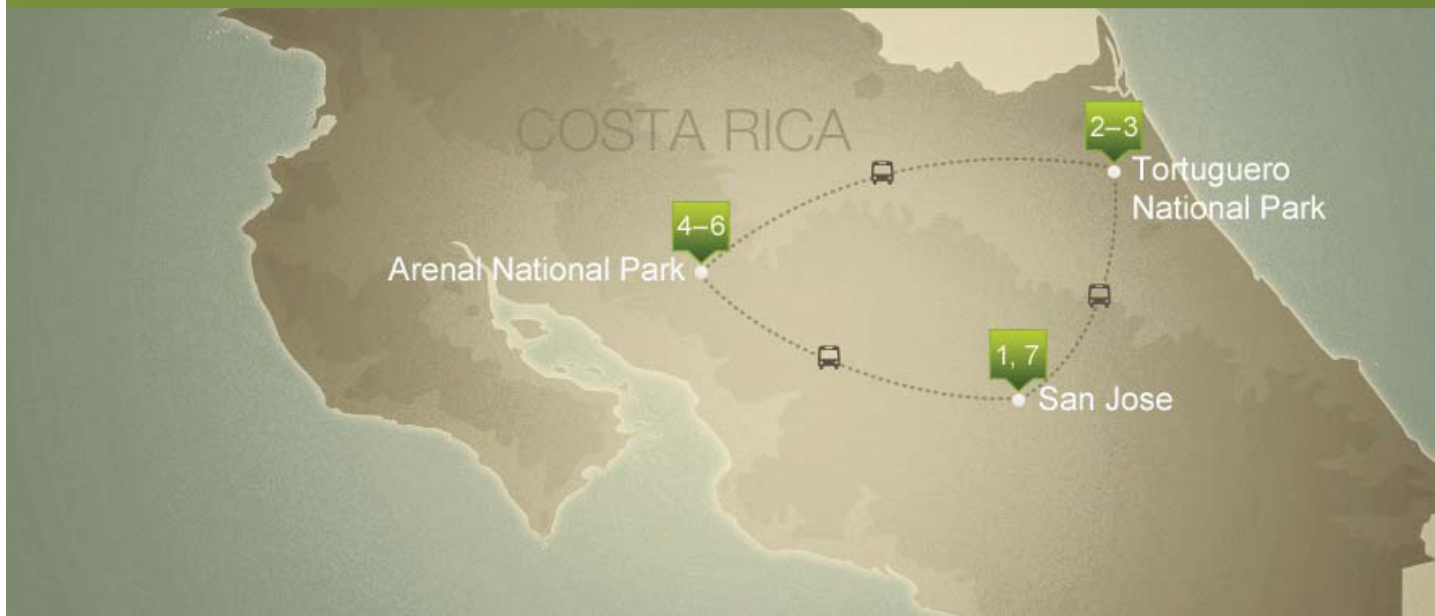 COSTA RICA
2–3
Tortuguero
National Park
4–6
Arenal National Park
1, 7
San Jose